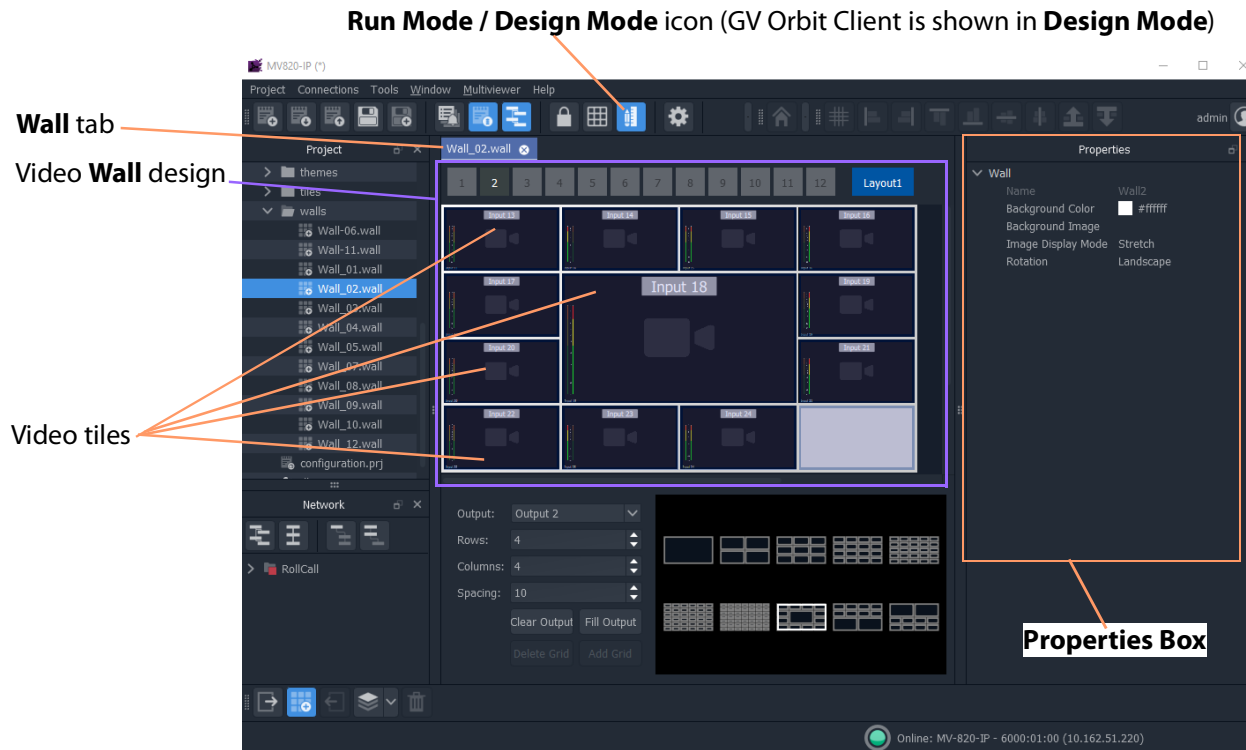 Run Mode / Design Mode icon (GV Orbit Client is shown in Design Mode)
MV820-IP (*)
Project Connections Tools Window Multiviewer Help
admin
Wall tab
Video Wall design
Video tiles
Project
themes
tiles
walls
Wall-06.wall
Wall-11.wall
Wall_01.wall
Wall_02.wall
Wall_03.wall
Wall_04.wall
Wall_05.wall
Wall_07.wall
Wall_08.wall
Wall_09.wall
Wall_10.wall
Wall_12.wall
configuration.prj
Network
RollCall
Wall_02.wall
1 2 3 4 5 6 7 8 9 10 11 12 Layout1
Input 13 Input 14 Input 15 Input 16
Input 17 Input 18 Input 19
Input 20 Input 21
Input 22 Input 23 Input 24
Output: Output 2
Rows: 4
Columns: 4
Spacing: 10
Clear Output Fill Output
Delete Grid Add Grid
Properties
Wall
Name Wall2
Background Color #ffffff
Background Image
Image Display Mode Stretch
Rotation Landscape
Properties Box
Online: MV-820-IP - 6000:01:00 (10.162.51.220)